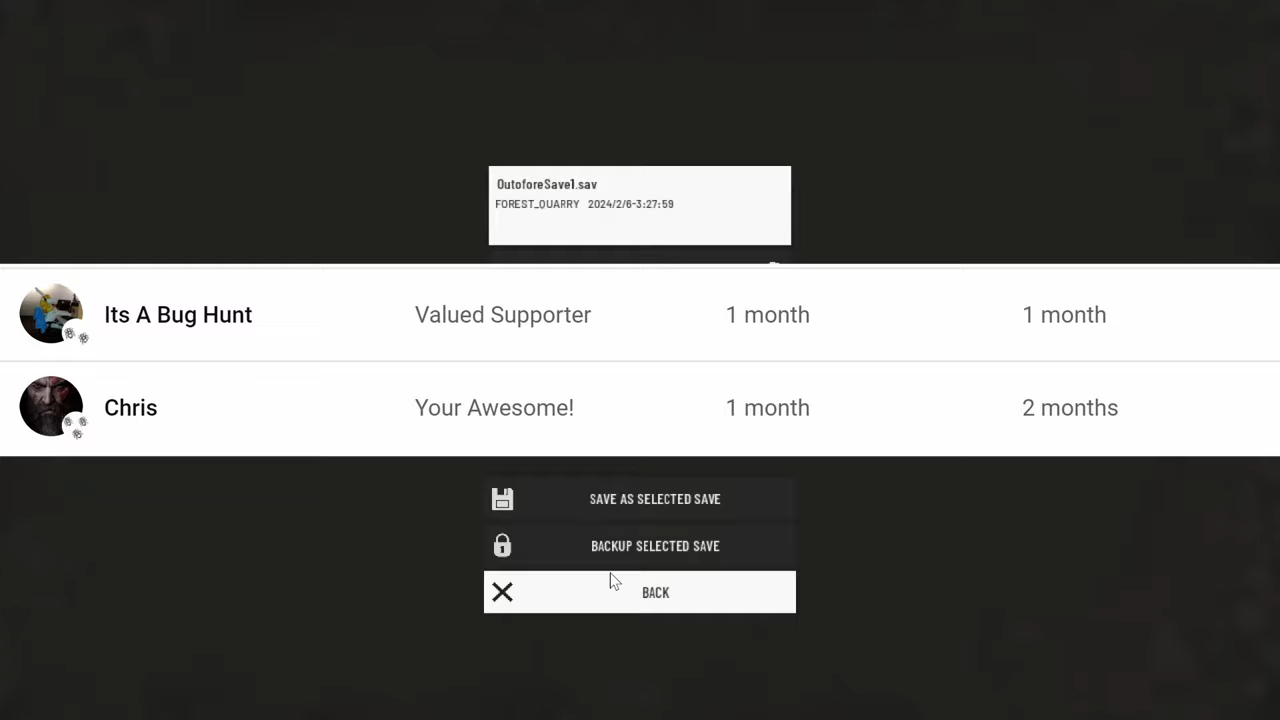 OutoforeSave1.sav
FOREST_QUARRY 2024/2/6-3:27:59
Its A Bug Hunt Valued Supporter 1 month 1 month
Chris Your Awesome! 1 month 2 months
SAVE AS SELECTED SAVE
BACKUP SELECTED SAVE
BACK